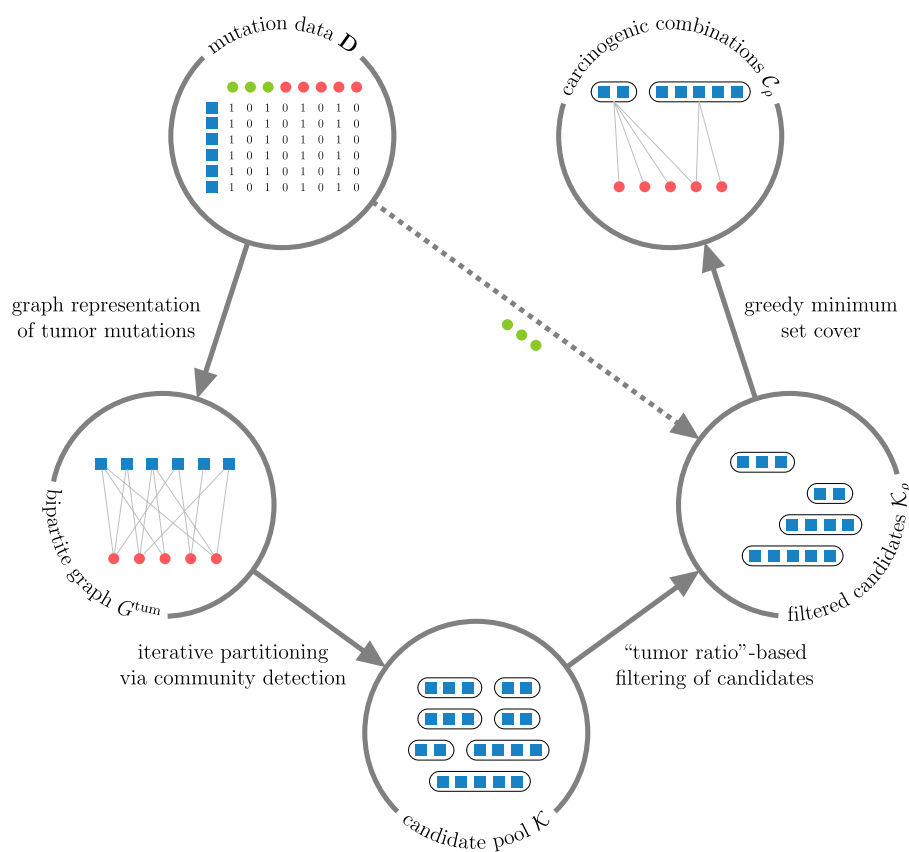 mutation data D
1 0 1 0 1 0 1 0
1 0 1 0 1 0 1 0
1 0 1 0 1 0 1 0
1 0 1 0 1 0 1 0
1 0 1 0 1 0 1 0
1 0 1 0 1 0 1 0
carcinogenic combinations 𝒞ρ
graph representation
of tumor mutations
greedy minimum
set cover
bipartite graph Gᵗᵘᵐ
filtered candidates 𝒦ρ
iterative partitioning
via community detection
“tumor ratio”-based
filtering of candidates
candidate pool 𝒦